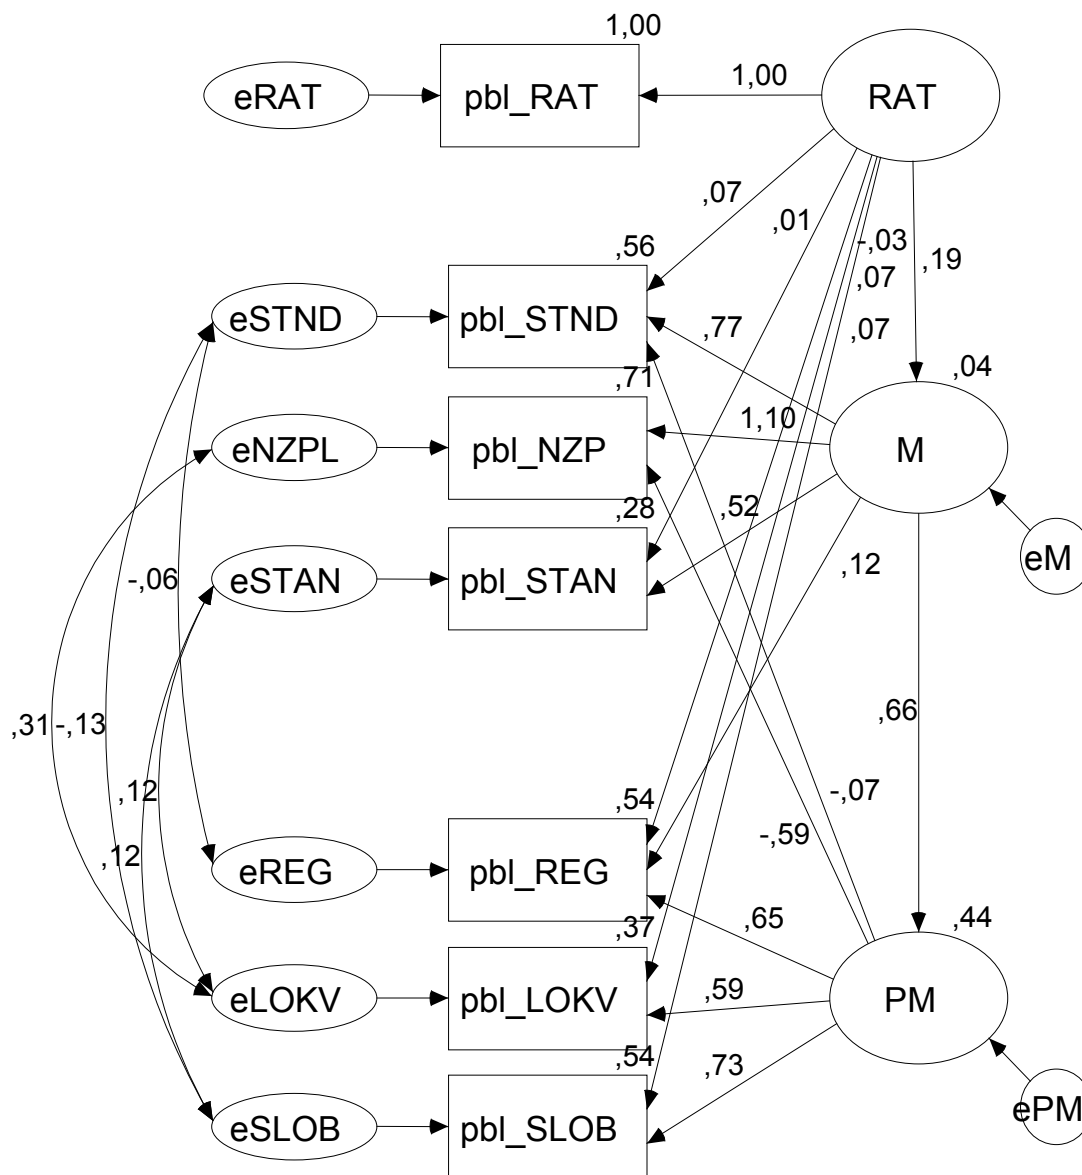 1,00
eRAT
pbl_RAT
1,00
RAT
,07
,01
-,03
,19
,56
,07
eSTND
pbl_STND
,77
,07
,04
,71
eNZPL
pbl_NZP
1,10
M
,28
,52
eSTAN
pbl_STAN
,12
eM
-,06
,31
-,13
,66
,12
,54
-,07
,12
-,59
eREG
pbl_REG
,37
,65
,44
eLOKV
pbl_LOKV
,59
PM
,54
,73
eSLOB
pbl_SLOB
ePM